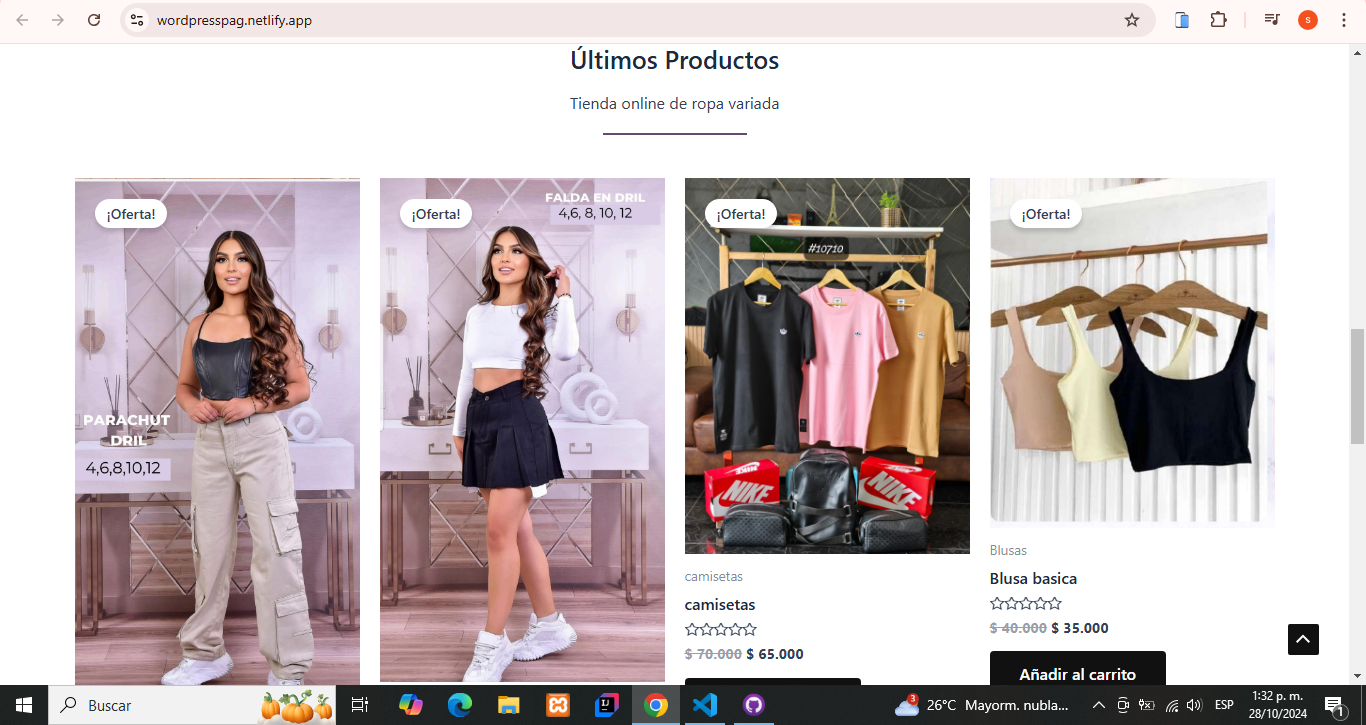 wordpresspag.netlify.app
S
Últimos Productos
Tienda online de ropa variada
¡Oferta!
PARACHUT
DRIL
4,6,8,10,12
¡Oferta!
FALDA EN DRIL
4,6, 8, 10, 12
¡Oferta!
#10710
NIKE
NIKE
camisetas
camisetas
$ 70.000 $ 65.000
¡Oferta!
Blusas
Blusa basica
$ 40.000 $ 35.000
Añadir al carrito
Buscar
3
26°C Mayorm. nubla...
ESP
1:32 p. m.
28/10/2024
1